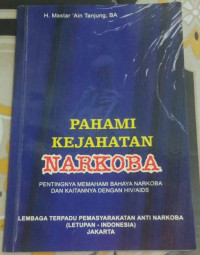 H. Mastar 'Ain Tanjung, BA
PAHAMI
KEJAHATAN
NARKOBA
PENTINGNYA MEMAHAMI BAHAYA NARKOBA
DAN KAITANNYA DENGAN HIV/AIDS
LEMBAGA TERPADU PEMASYARAKATAN ANTI NARKOBA
(LETUPAN - INDONESIA)
JAKARTA